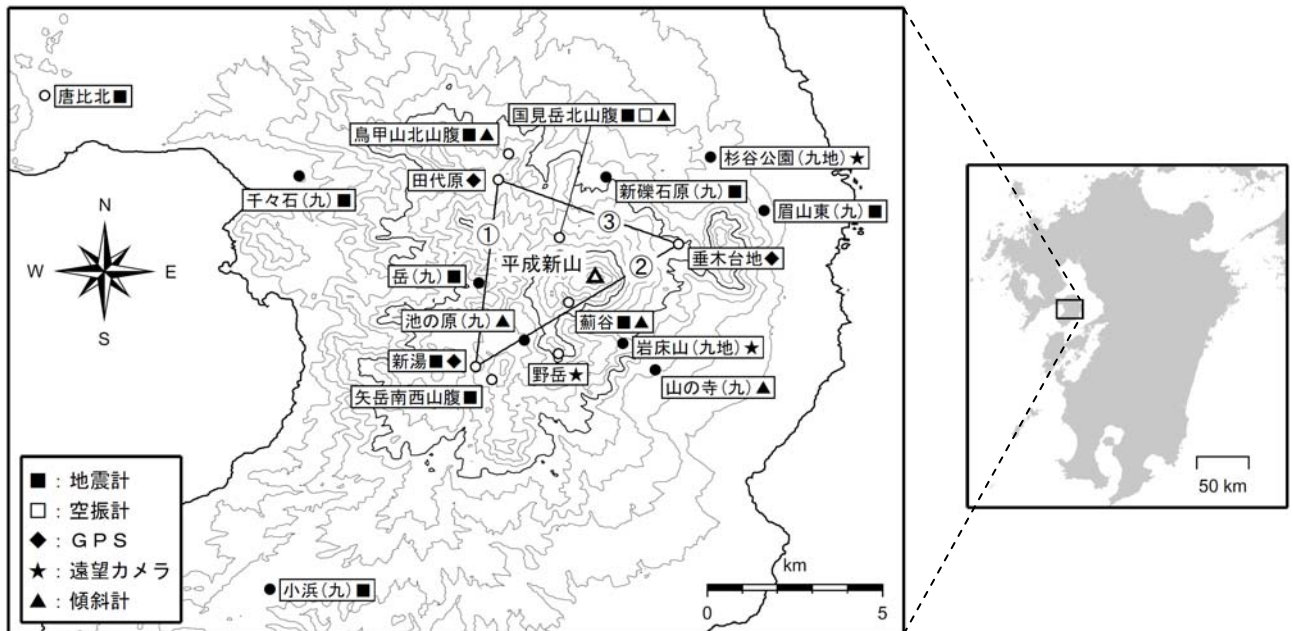 唐比北■
国見岳北山腹■□▲
鳥甲山北山腹■▲
杉谷公園(九地)★
田代原◆
新礫石原(九)■
千々石(九)■
眉山東(九)■
N
W E
S
①
③
②
垂木台地◆
平成新山
岳(九)■
池の原(九)▲
薊谷■▲
岩床山(九地)★
新湯■◆
野岳★
山の寺(九)▲
矢岳南西山腹■
小浜(九)■
■：地震計
□：空振計
◆：GPS
★：遠望カメラ
▲：傾斜計
km
0 5
50 km